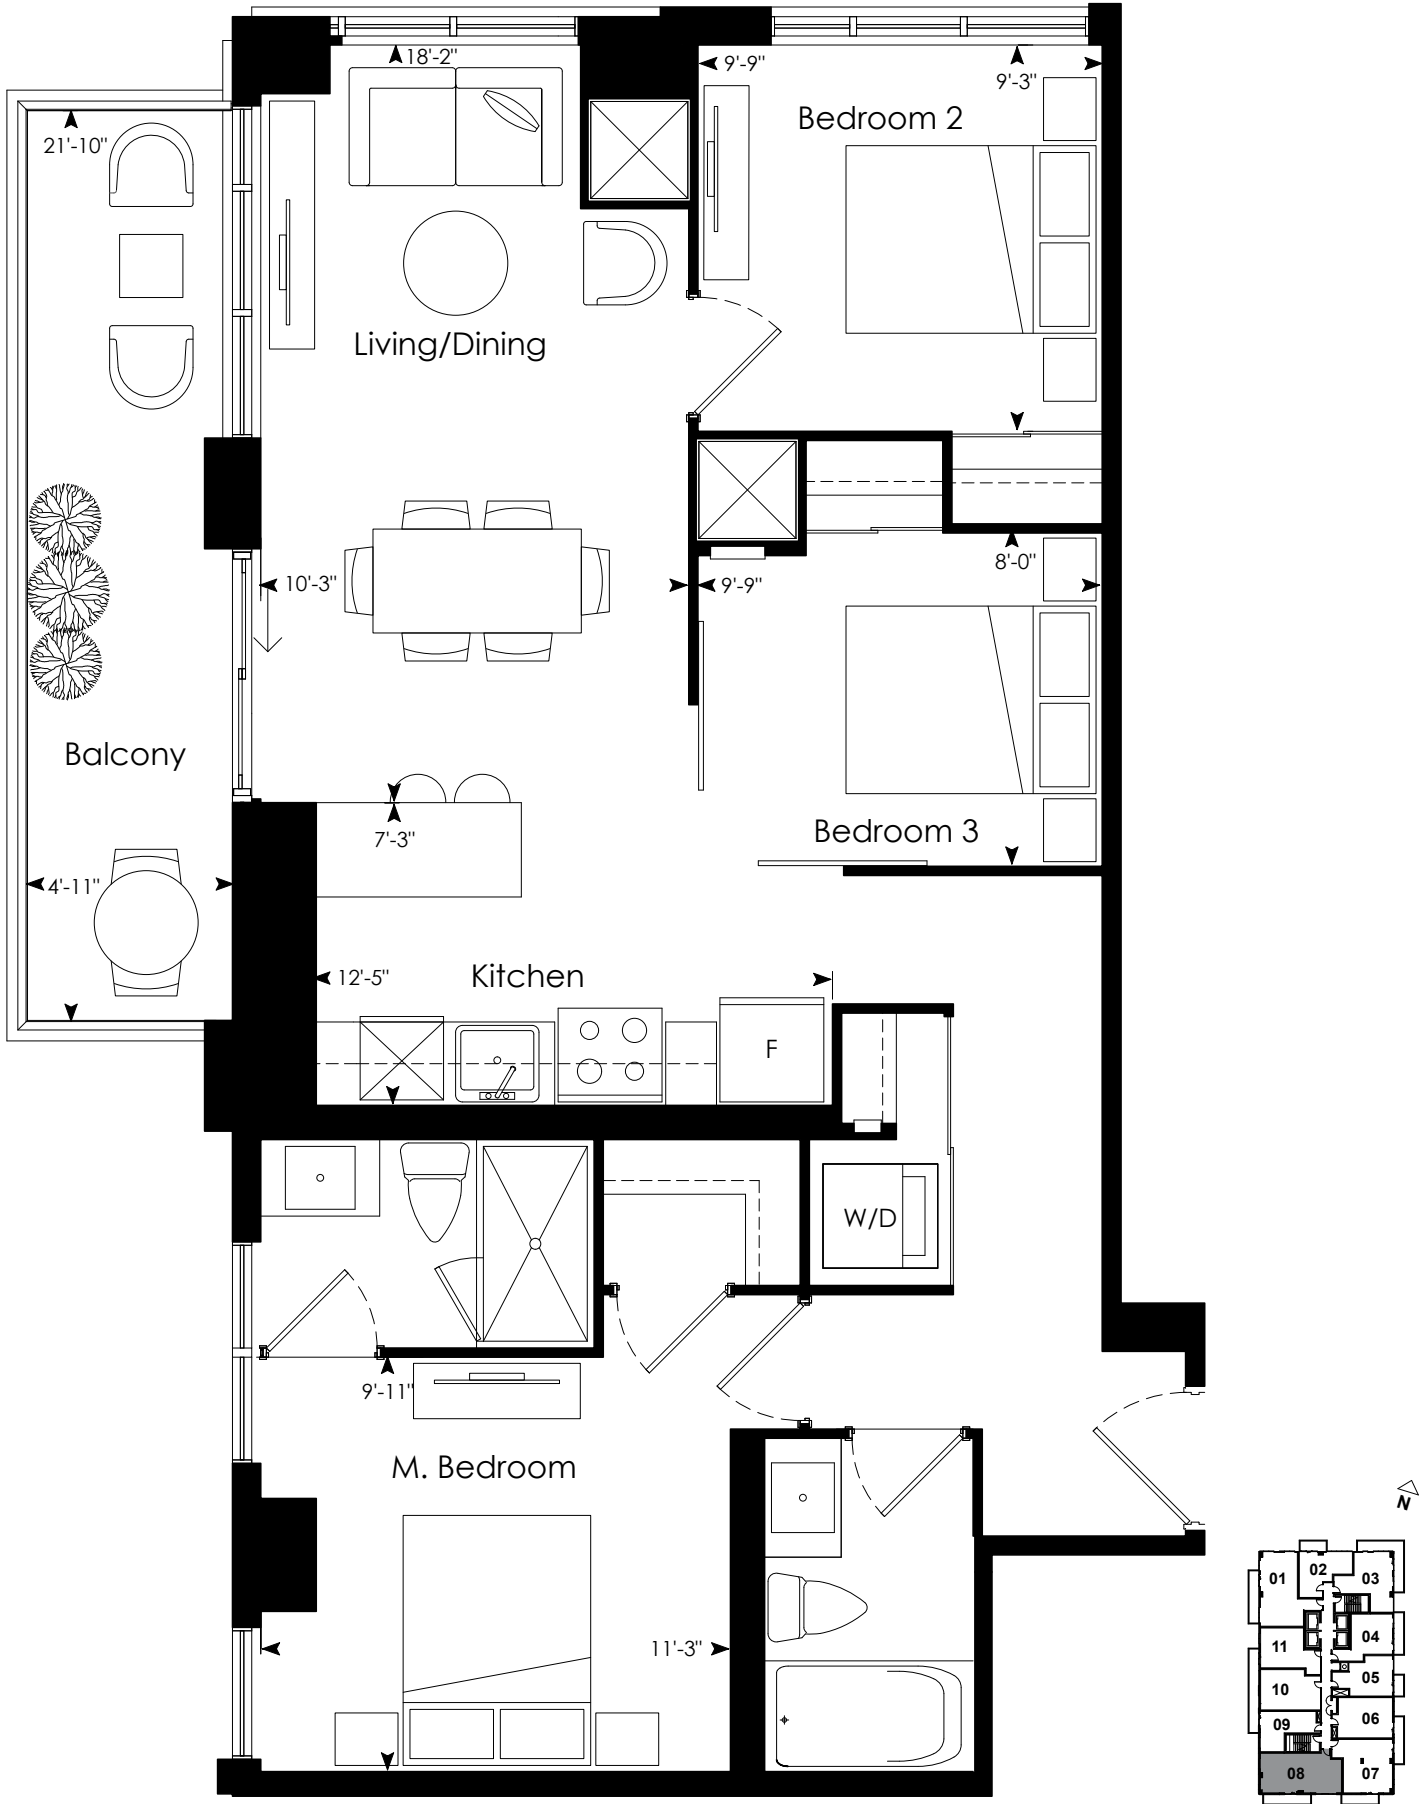 18'-2"
9'-9"
9'-3"
Bedroom 2
21'-10"
Living/Dining
10'-3"
9'-9"
8'-0"
Balcony
7'-3"
Bedroom 3
4'-11"
12'-5"
Kitchen
F
W/D
9'-11"
M. Bedroom
11'-3"
N
01
02
03
04
11
05
10
06
09
08
07